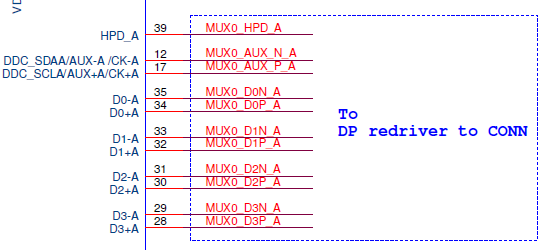 VD
HPD_A 39 MUX0_HPD_A
DDC_SDAA/AUX-A /CK-A 12 MUX0_AUX_N_A
DDC_SCLA/AUX+A/CK+A 17 MUX0_AUX_P_A
D0-A 35 MUX0_D0N_A
D0+A 34 MUX0_D0P_A
D1-A 33 MUX0_D1N_A
D1+A 32 MUX0_D1P_A
D2-A 31 MUX0_D2N_A
D2+A 30 MUX0_D2P_A
D3-A 29 MUX0_D3N_A
D3+A 28 MUX0_D3P_A
To
DP redriver to CONN